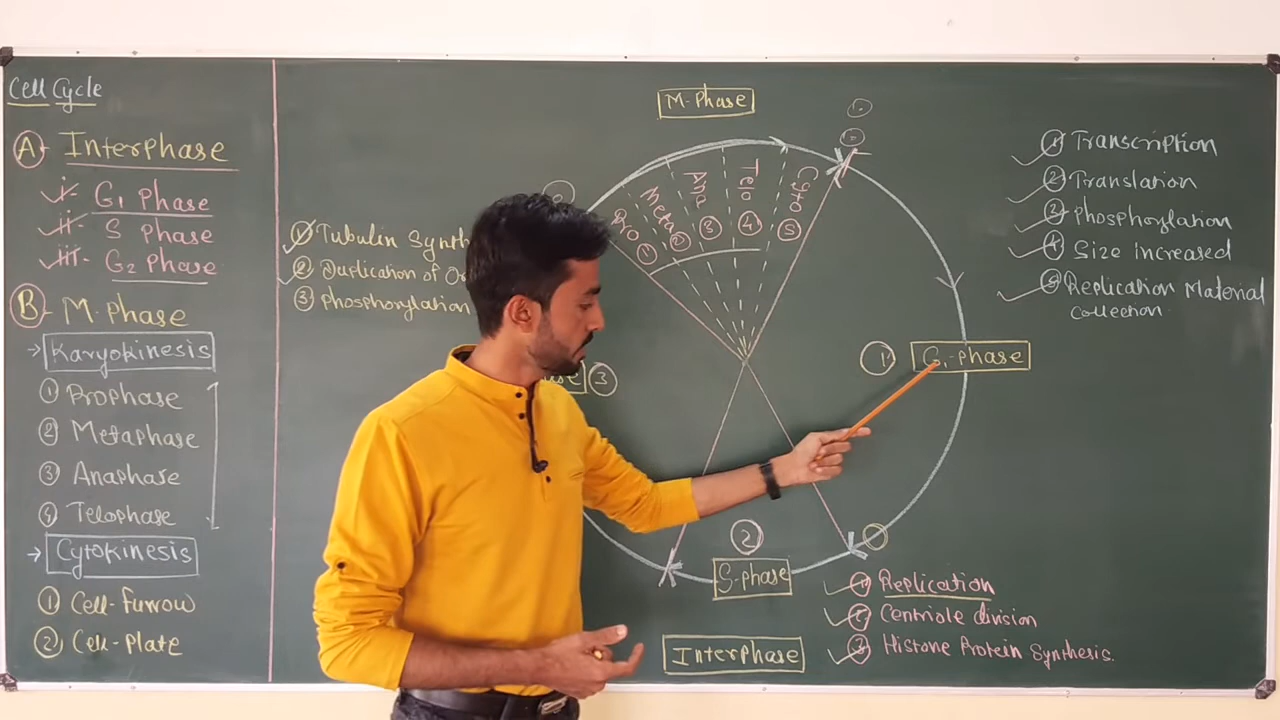 Cell Cycle
A- Interphase
i- G1 Phase
ii- S Phase
iii- G2 Phase
B- M-Phase
→ Karyokinesis
① Prophase
② Metaphase
③ Anaphase
④ Telophase
→ Cytokinesis
① Cell-Furrow
② Cell-Plate
M-Phase
Pro ①
Meta ②
Ana ③
Telo ④
Cyto ⑤
① Tubulin Synth
② Duplication of Or
③ Phosphorylation
③
① G1-Phase
① Transcription
② Translation
③ Phosphorylation
④ Size increased
⑤ Replication Material
Collection
②
S-Phase
① Replication
② Centriole division
③ Histone Protein Synthesis.
Interphase